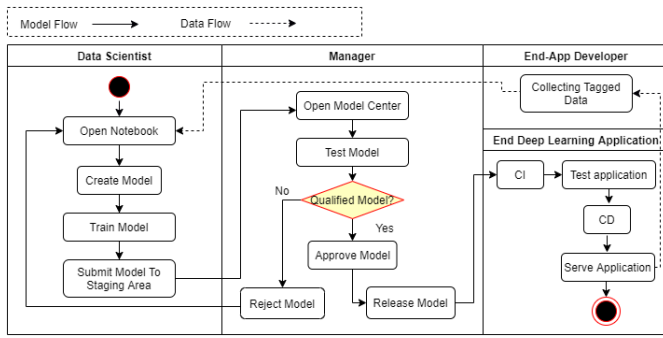 Model Flow
Data Flow
Data Scientist
Manager
End-App Developer
Open Notebook
Create Model
Train Model
Submit Model To
Staging Area
Open Model Center
Test Model
Qualified Model?
No
Yes
Approve Model
Reject Model
Release Model
Collecting Tagged
Data
End Deep Learning Application
CI
Test application
CD
Serve Application